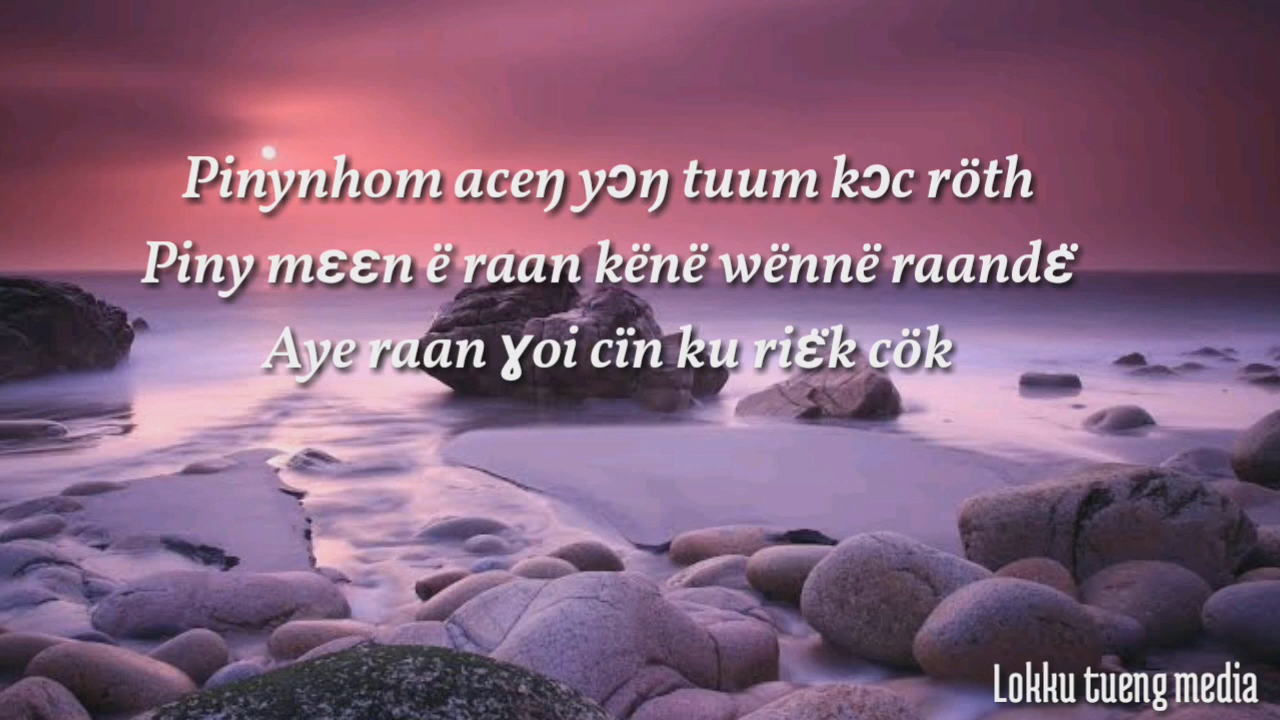 Pinynhom aceŋ yɔŋ tuum kɔc röth
Piny mɛɛn ë raan kënë wënnë raandɛ̈
Aye raan ɣoi cïn ku riɛ̈k cök
Lokku tueng media